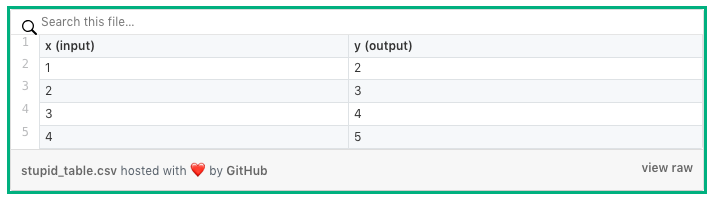 Search this file…
1 x (input) y (output)
2 1 2
3 2 3
4 3 4
5 4 5
stupid_table.csv hosted with ❤ by GitHub view raw